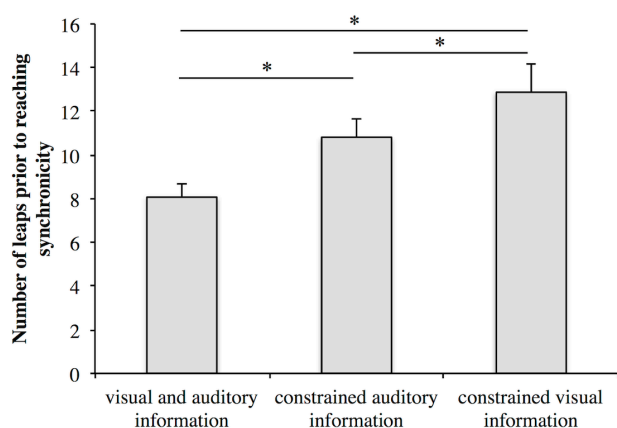 Number of leaps prior to reaching
synchronicity
16
14
12
10
8
6
4
2
0
*
*
*
visual and auditory
information
constrained auditory
information
constrained visual
information